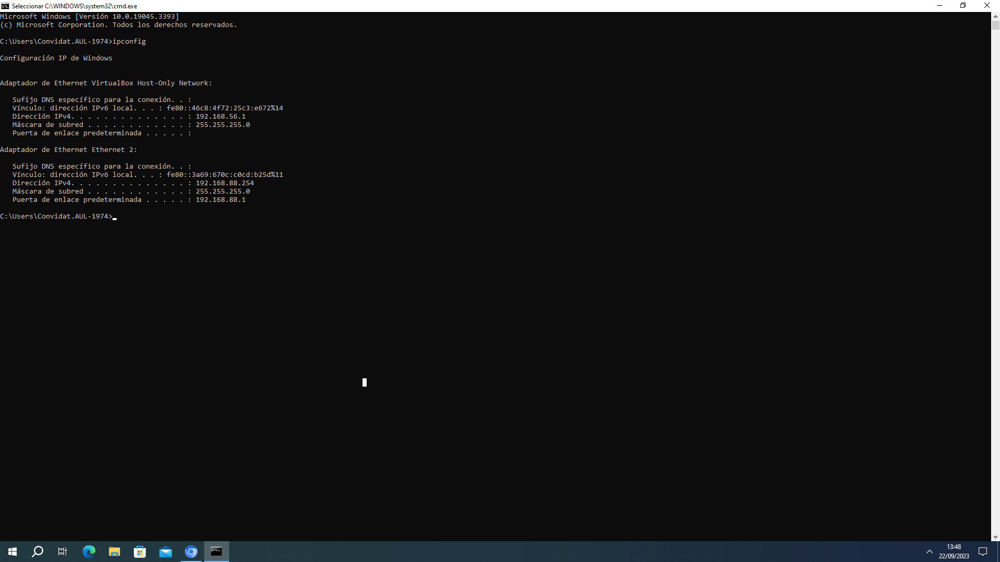 Seleccionar C:\WINDOWS\system32\cmd.exe
Microsoft Windows [Versión 10.0.19045.3393]
(c) Microsoft Corporation. Todos los derechos reservados.
C:\Users\Convidat.AUL-1974>ipconfig
Configuración IP de Windows
Adaptador de Ethernet VirtualBox Host-Only Network:
Sufijo DNS específico para la conexión. . :
Vínculo: dirección IPv6 local. . . : fe80::46c8:4f72:25c3:e672%14
Dirección IPv4. . . . . . . . . . . . . . : 192.168.56.1
Máscara de subred . . . . . . . . . . . . : 255.255.255.0
Puerta de enlace predeterminada . . . . . :
Adaptador de Ethernet Ethernet 2:
Sufijo DNS específico para la conexión. . :
Vínculo: dirección IPv6 local. . . : fe80::3a69:670c:c0cd:b25d%11
Dirección IPv4. . . . . . . . . . . . . . : 192.168.88.254
Máscara de subred . . . . . . . . . . . . : 255.255.255.0
Puerta de enlace predeterminada . . . . . : 192.168.88.1
C:\Users\Convidat.AUL-1974>
13:48
22/09/2023